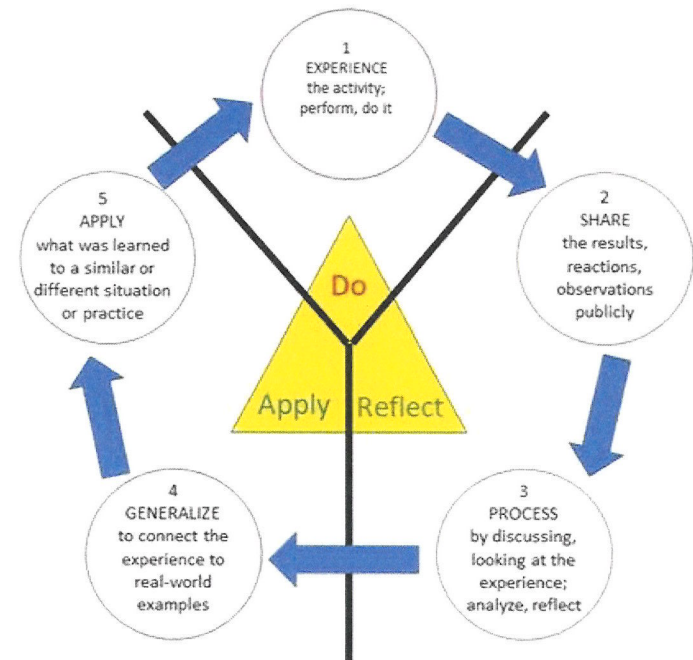 1
EXPERIENCE
the activity;
perform, do it
2
SHARE
the results,
reactions,
observations
publicly
3
PROCESS
by discussing,
looking at the
experience;
analyze, reflect
4
GENERALIZE
to connect the
experience to
real-world
examples
5
APPLY
what was learned
to a similar or
different situation
or practice
Do
Apply
Reflect